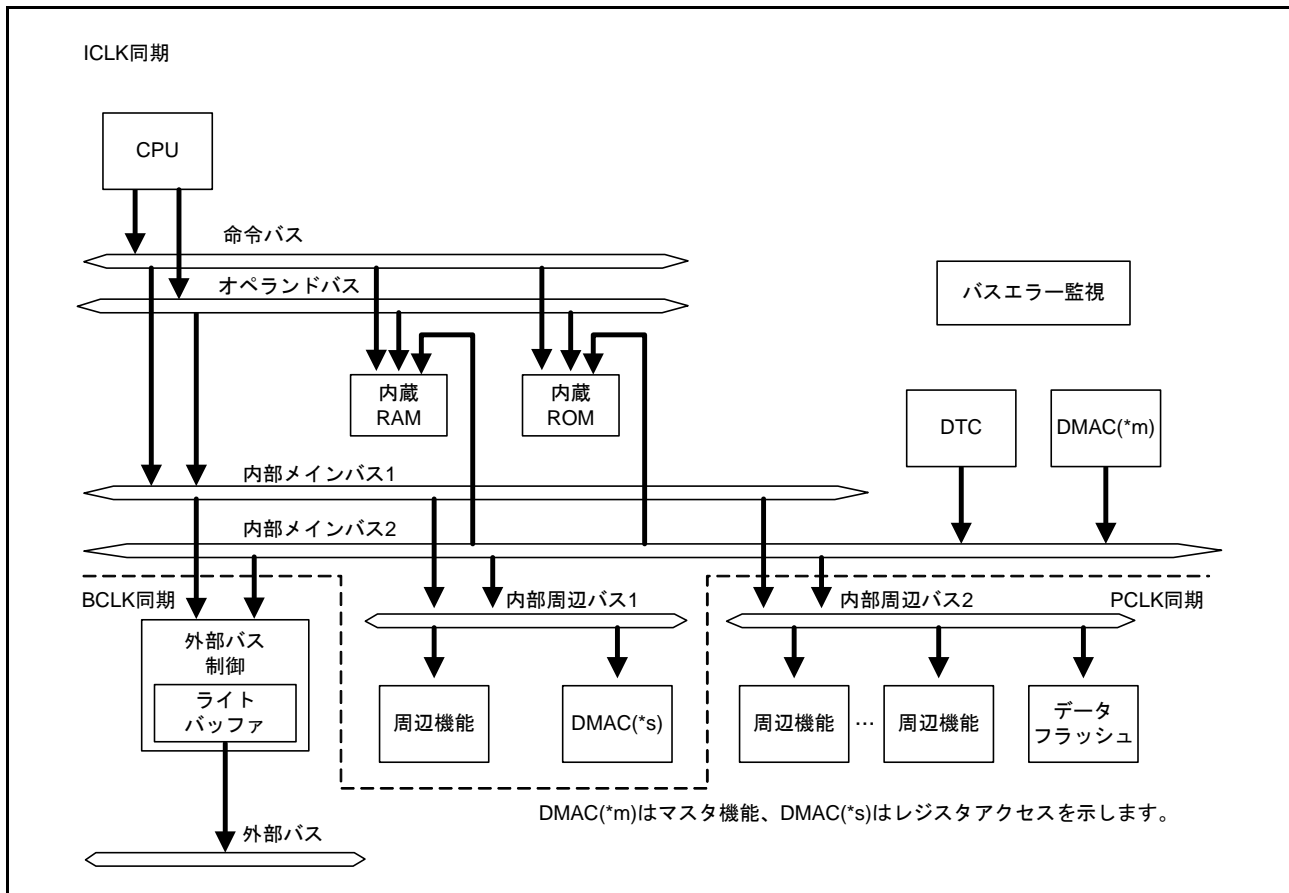 ICLK同期
CPU
命令バス
オペランドバス
バスエラー監視
内蔵
RAM
内蔵
ROM
DTC
DMAC(*m)
内部メインバス1
内部メインバス2
BCLK同期
内部周辺バス1
内部周辺バス2
PCLK同期
外部バス
制御
ライト
バッファ
周辺機能
DMAC(*s)
周辺機能
…
周辺機能
データ
フラッシュ
DMAC(*m)はマスタ機能、DMAC(*s)はレジスタアクセスを示します。
外部バス